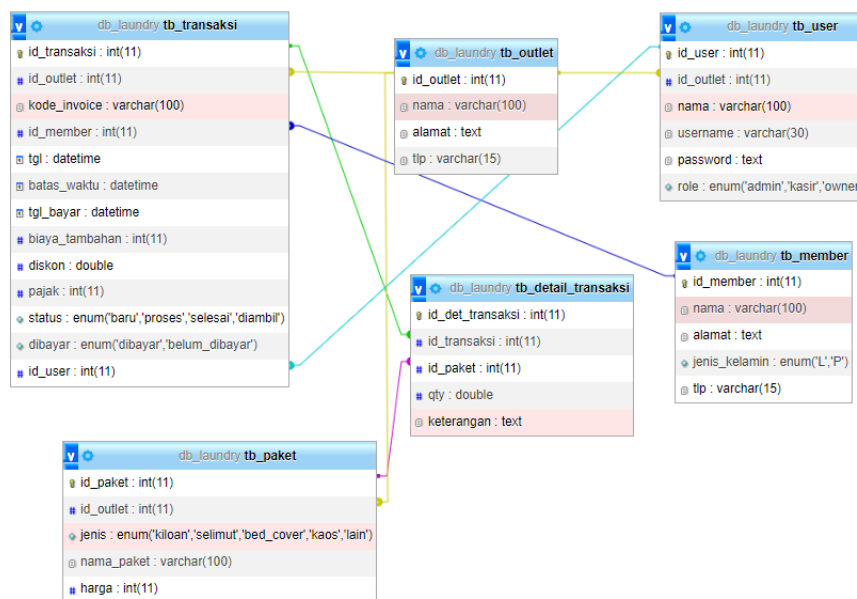 db_laundry tb_transaksi
id_transaksi : int(11)
id_outlet : int(11)
kode_invoice : varchar(100)
id_member : int(11)
tgl : datetime
batas_waktu : datetime
tgl_bayar : datetime
biaya_tambahan : int(11)
diskon : double
pajak : int(11)
status : enum('baru','proses','selesai','diambil')
dibayar : enum('dibayar','belum_dibayar')
id_user : int(11)
db_laundry tb_outlet
id_outlet : int(11)
nama : varchar(100)
alamat : text
tlp : varchar(15)
db_laundry tb_user
id_user : int(11)
id_outlet : int(11)
nama : varchar(100)
username : varchar(30)
password : text
role : enum('admin','kasir','owner
db_laundry tb_member
id_member : int(11)
nama : varchar(100)
alamat : text
jenis_kelamin : enum('L','P')
tlp : varchar(15)
db_laundry tb_detail_transaksi
id_det_transaksi : int(11)
id_transaksi : int(11)
id_paket : int(11)
qty : double
keterangan : text
db_laundry tb_paket
id_paket : int(11)
id_outlet : int(11)
jenis : enum('kiloan','selimut','bed_cover','kaos','lain')
nama_paket : varchar(100)
harga : int(11)